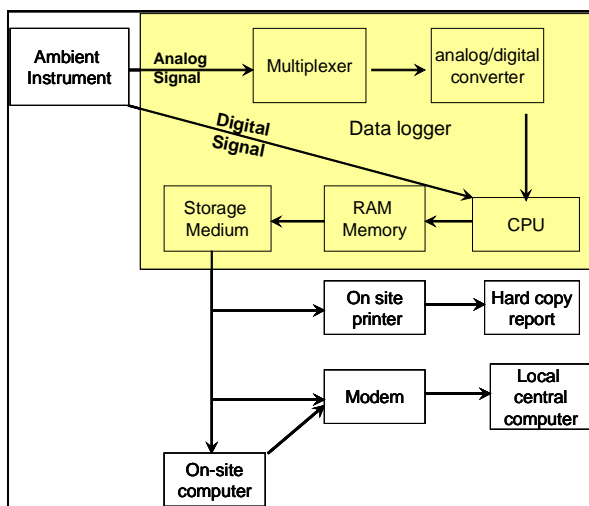 Ambient
Instrument
Analog
Signal
Multiplexer
analog/digital
converter
Digital
Signal
Data logger
Storage
Medium
RAM
Memory
CPU
On site
printer
Hard copy
report
Modem
Local
central
computer
On-site
computer